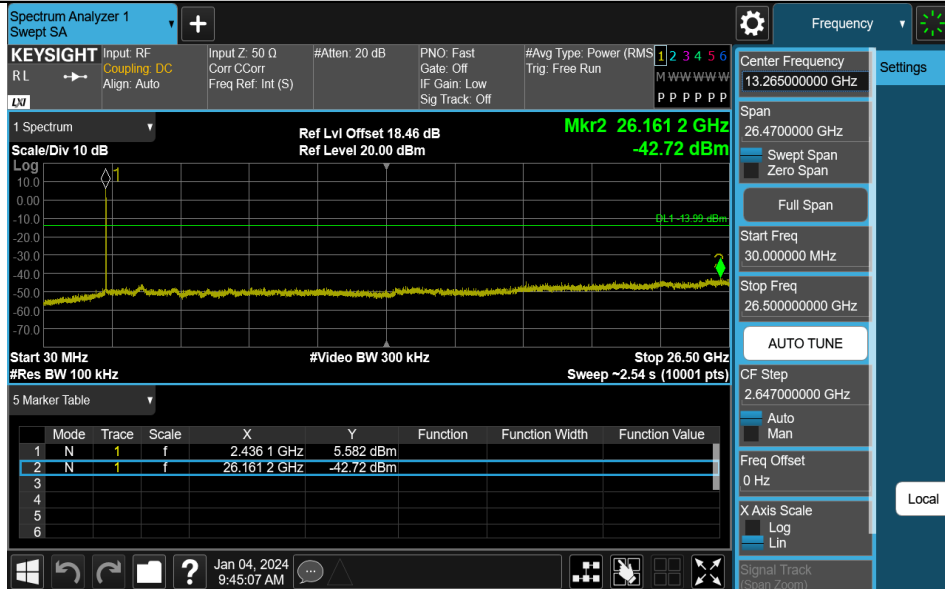 Spectrum Analyzer 1
Swept SA
Frequency
KEYSIGHT
RL
LXI
Input: RF
Coupling: DC
Align: Auto
Input Z: 50 Ω
Corr CCorr
Freq Ref: Int (S)
#Atten: 20 dB
PNO: Fast
Gate: Off
IF Gain: Low
Sig Track: Off
#Avg Type: Power (RMS
Trig: Free Run
1 2 3 4 5 6
M W W W W W
P P P P P P
1 Spectrum
Scale/Div 10 dB
Ref Lvl Offset 18.46 dB
Ref Level 20.00 dBm
Mkr2 26.161 2 GHz
-42.72 dBm
Log
10.0
0.00
-10.0
-20.0
-30.0
-40.0
-50.0
-60.0
-70.0
1
DL1 -13.99 dBm
2
Start 30 MHz
#Video BW 300 kHz
Stop 26.50 GHz
#Res BW 100 kHz
Sweep ~2.54 s (10001 pts)
5 Marker Table
Mode Trace Scale X Y Function Function Width Function Value
1 N 1 f 2.436 1 GHz 5.582 dBm
2 N 1 f 26.161 2 GHz -42.72 dBm
3
4
5
6
Jan 04, 2024
9:45:07 AM
Center Frequency
13.265000000 GHz
Settings
Span
26.4700000 GHz
Swept Span
Zero Span
Full Span
Start Freq
30.000000 MHz
Stop Freq
26.500000000 GHz
AUTO TUNE
CF Step
2.647000000 GHz
Auto
Man
Freq Offset
0 Hz
Local
X Axis Scale
Log
Lin
Signal Track
(Span Zoom)